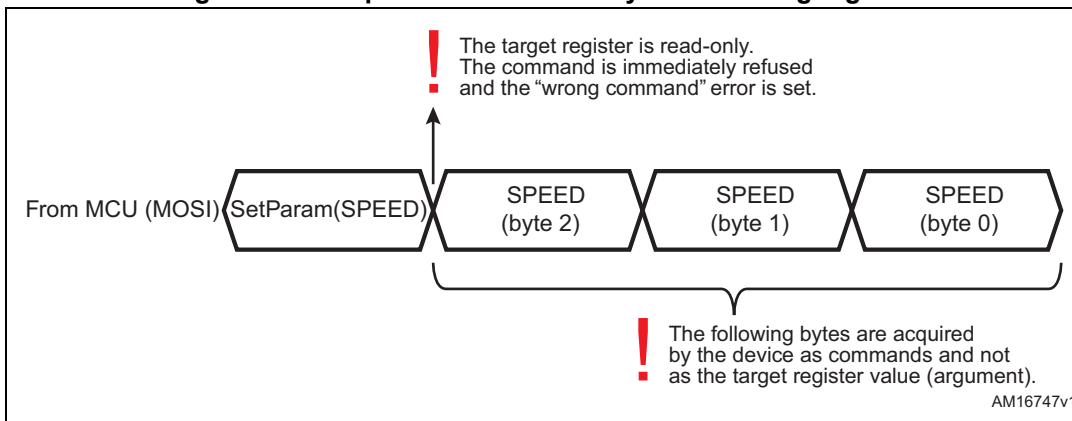 The target register is read-only.
The command is immediately refused
and the “wrong command” error is set.
From MCU (MOSI)
SetParam(SPEED)
SPEED
(byte 2)
SPEED
(byte 1)
SPEED
(byte 0)
The following bytes are acquired
by the device as commands and not
as the target register value (argument).
AM16747v1